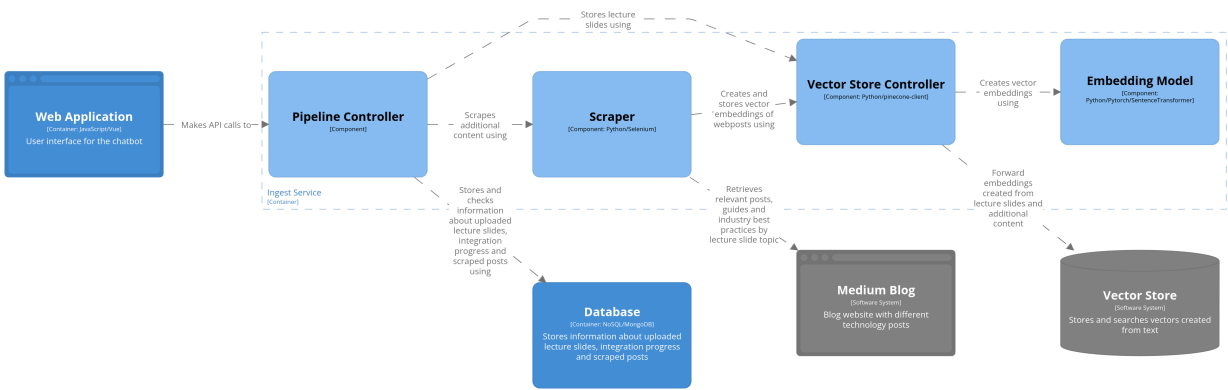 Stores lecture
slides using
Web Application
[Container: JavaScript/Vue]
User interface for the chatbot
Makes API calls to
Pipeline Controller
[Component]
Scrapes
additional
content using
Scraper
[Component: Python/Selenium]
Creates and
stores vector
embeddings of
webposts using
Vector Store Controller
[Component: Python/pinecone-client]
Creates vector
embeddings
using
Embedding Model
[Component:
Python/Pytorch/SentenceTransformer]
Ingest Service
[Container]
Stores and
checks
information
about uploaded
lecture slides,
integration
progress and
scraped posts
using
Retrieves
relevant posts,
guides and
industry best
practices by
lecture slide topic
Forward
embeddings
created from
lecture slides and
additional
content
Database
[Container: NoSQL/MongoDB]
Stores information about uploaded
lecture slides, integration progress
and scraped posts
Medium Blog
[Software System]
Blog website with different
technology posts
Vector Store
[Software System]
Stores and searches vectors created
from text